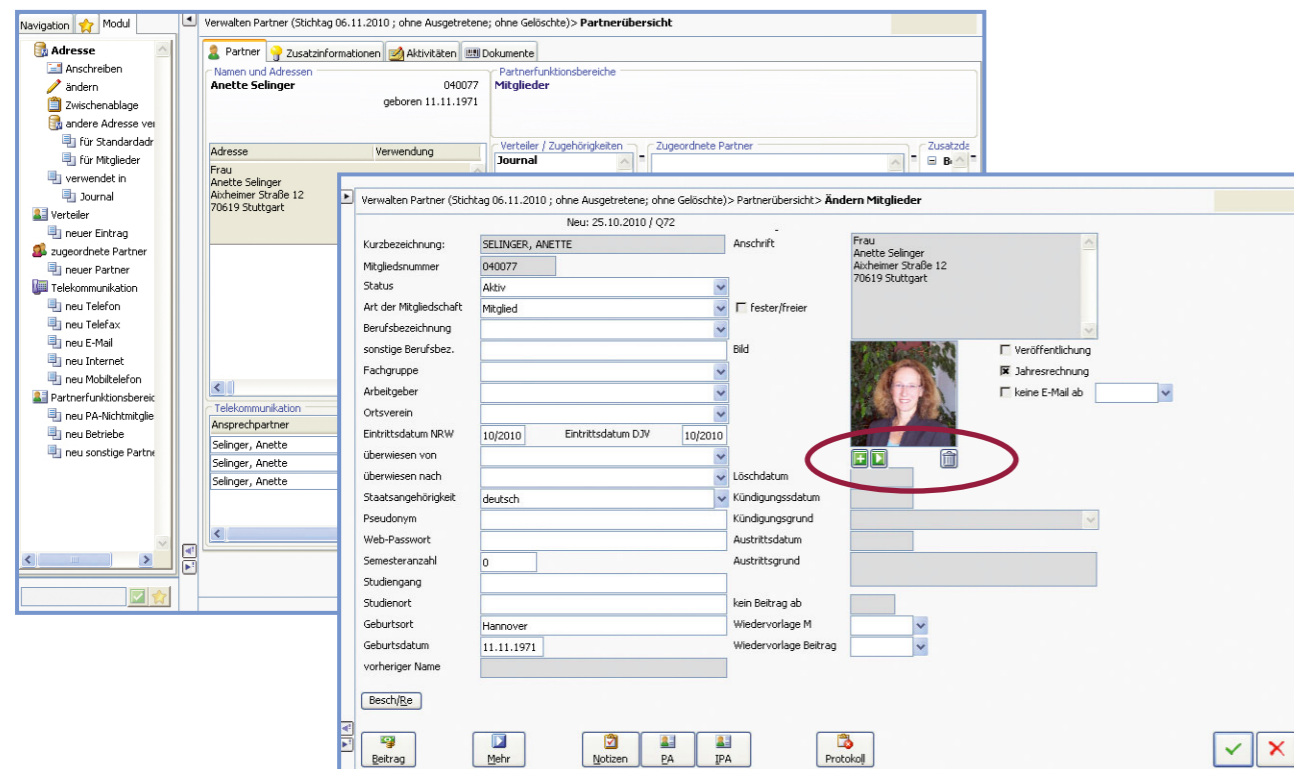 Navigation Modul
Adresse
Anschreiben
ändern
Zwischenablage
andere Adresse ver
für Standardadr
für Mitglieder
verwendet in
Journal
Verteiler
neuer Eintrag
zugeordnete Partner
neuer Partner
Telekommunikation
neu Telefon
neu Telefax
neu E-Mail
neu Internet
neu Mobiltelefon
Partnerfunktionsbereic
neu PA-Nichtmitglie
neu Betriebe
neu sonstige Partne
Verwalten Partner (Stichtag 06.11.2010 ; ohne Ausgetretene; ohne Gelöschte)> Partnerübersicht
Partner Zusatzinformationen Aktivitäten Dokumente
Namen und Adressen
Anette Selinger 040077
geboren 11.11.1971
Partnerfunktionsbereiche
Mitglieder
Adresse Verwendung
Frau
Anette Selinger
Aixheimer Straße 12
70619 Stuttgart
Verteiler / Zugehörigkeiten
Journal
Zugeordnete Partner
Zusatzda
Telekommunikation
Ansprechpartner
Selinger, Anette
Selinger, Anette
Selinger, Anette
Verwalten Partner (Stichtag 06.11.2010 ; ohne Ausgetretene; ohne Gelöschte)> Partnerübersicht> Ändern Mitglieder
Neu: 25.10.2010 / Q72
Kurzbezeichnung: SELINGER, ANETTE
Mitgliedsnummer 040077
Status Aktiv
Art der Mitgliedschaft Mitglied fester/freier
Berufsbezeichnung
sonstige Berufsbez.
Fachgruppe
Arbeitgeber
Ortsverein
Eintrittsdatum NRW 10/2010 Eintrittsdatum DJV 10/2010
überwiesen von
überwiesen nach
Staatsangehörigkeit deutsch
Pseudonym
Web-Passwort
Semesteranzahl 0
Studiengang
Studienort
Geburtsort Hannover
Geburtsdatum 11.11.1971
vorheriger Name
Anschrift
Frau
Anette Selinger
Aixheimer Straße 12
70619 Stuttgart
Bild
Veröffentlichung
Jahresrechnung
keine E-Mail ab
Löschdatum
Kündigungssdatum
Kündigungsgrund
Austrittsdatum
Austrittsgrund
kein Beitrag ab
Wiedervorlage M
Wiedervorlage Beitrag
Besch/Re
Beitrag Mehr Notizen PA IPA Protokoll